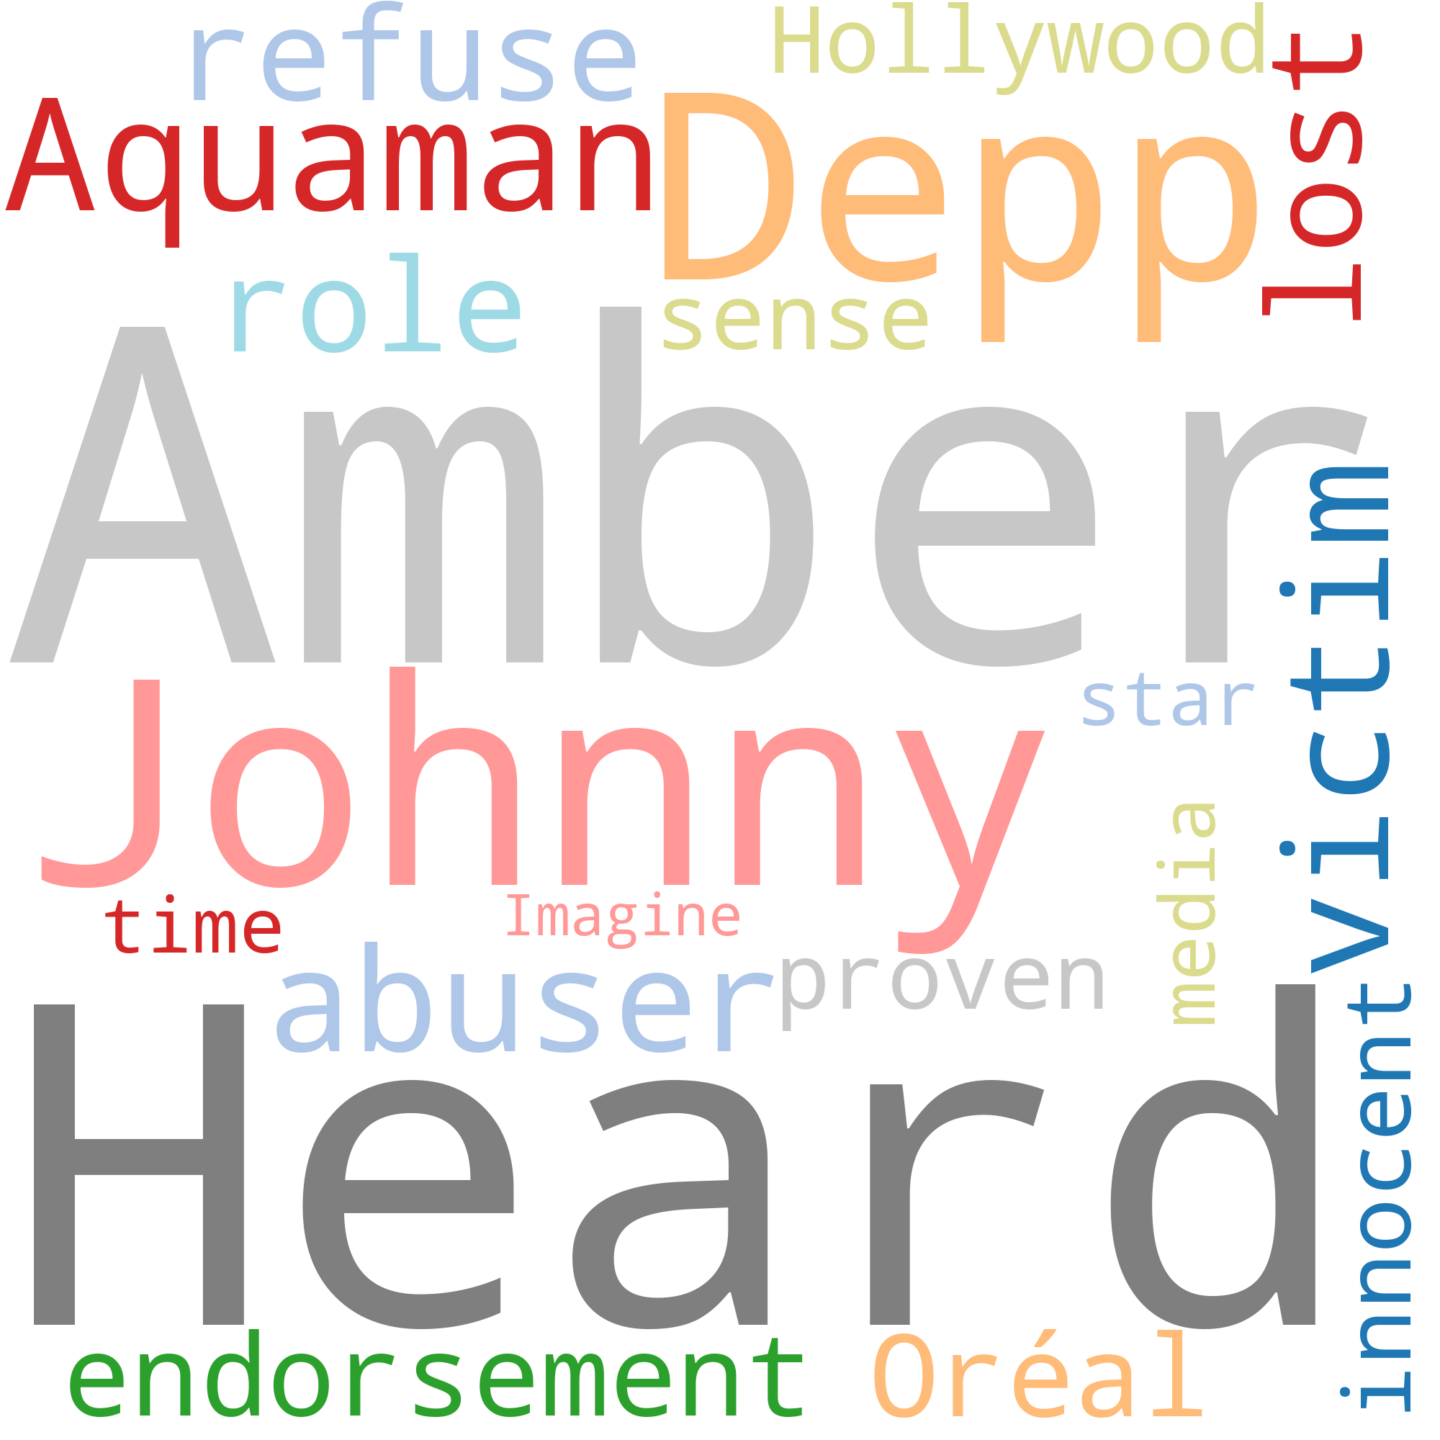 refuse
Hollywood
Aquaman
Depp
lost
role
sense
Amber
victim
Johnny
star
media
time
Imagine
abuser
proven
Heard
innocent
endorsement
Oréal